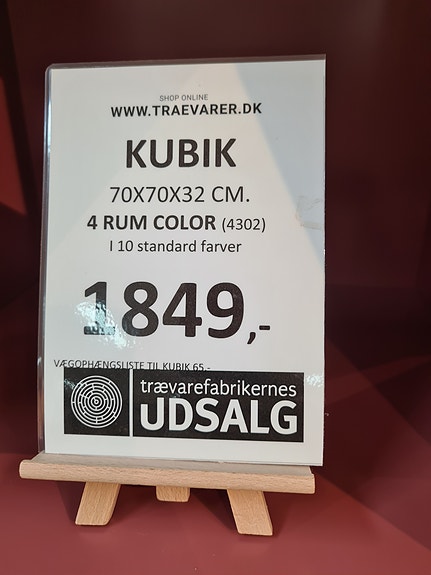 SHOP ONLINE
WWW.TRAEVARER.DK
KUBIK
70X70X32 CM.
4 RUM COLOR (4302)
I 10 standard farver
1849,-
VÆGOPHÆNGSLISTE TIL KUBIK 65,-
trævarefabrikernes
UDSALG